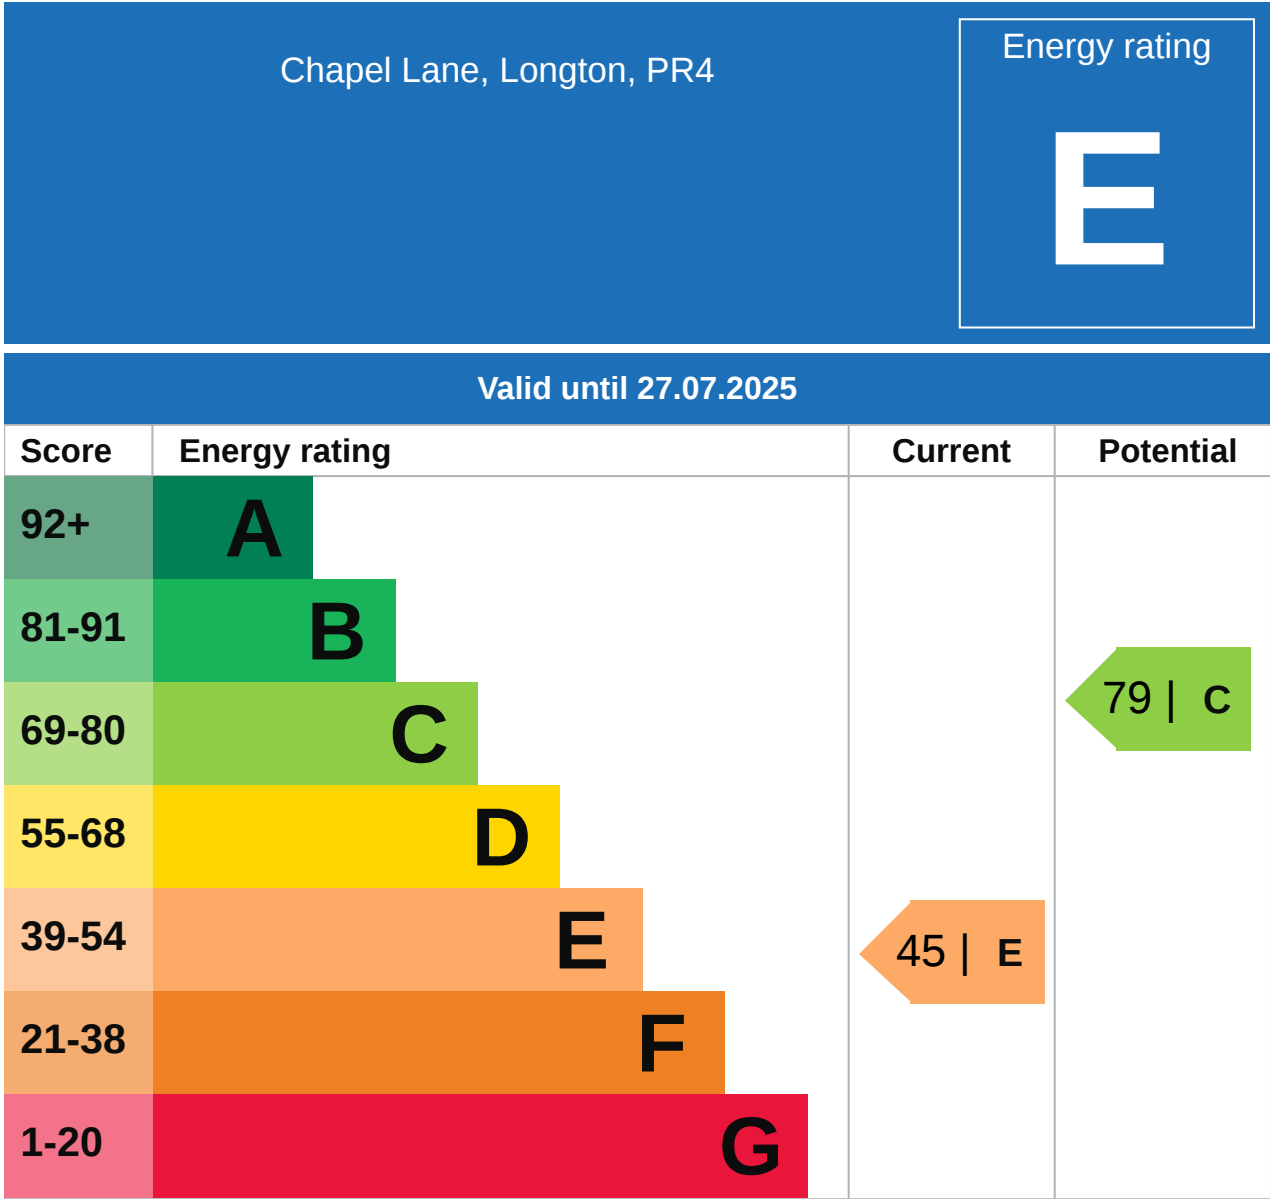 Chapel Lane, Longton, PR4
Energy rating
E
Valid until 27.07.2025
Score Energy rating Current Potential
92+ A
81-91 B
69-80 C 79 | C
55-68 D
39-54 E 45 | E
21-38 F
1-20 G